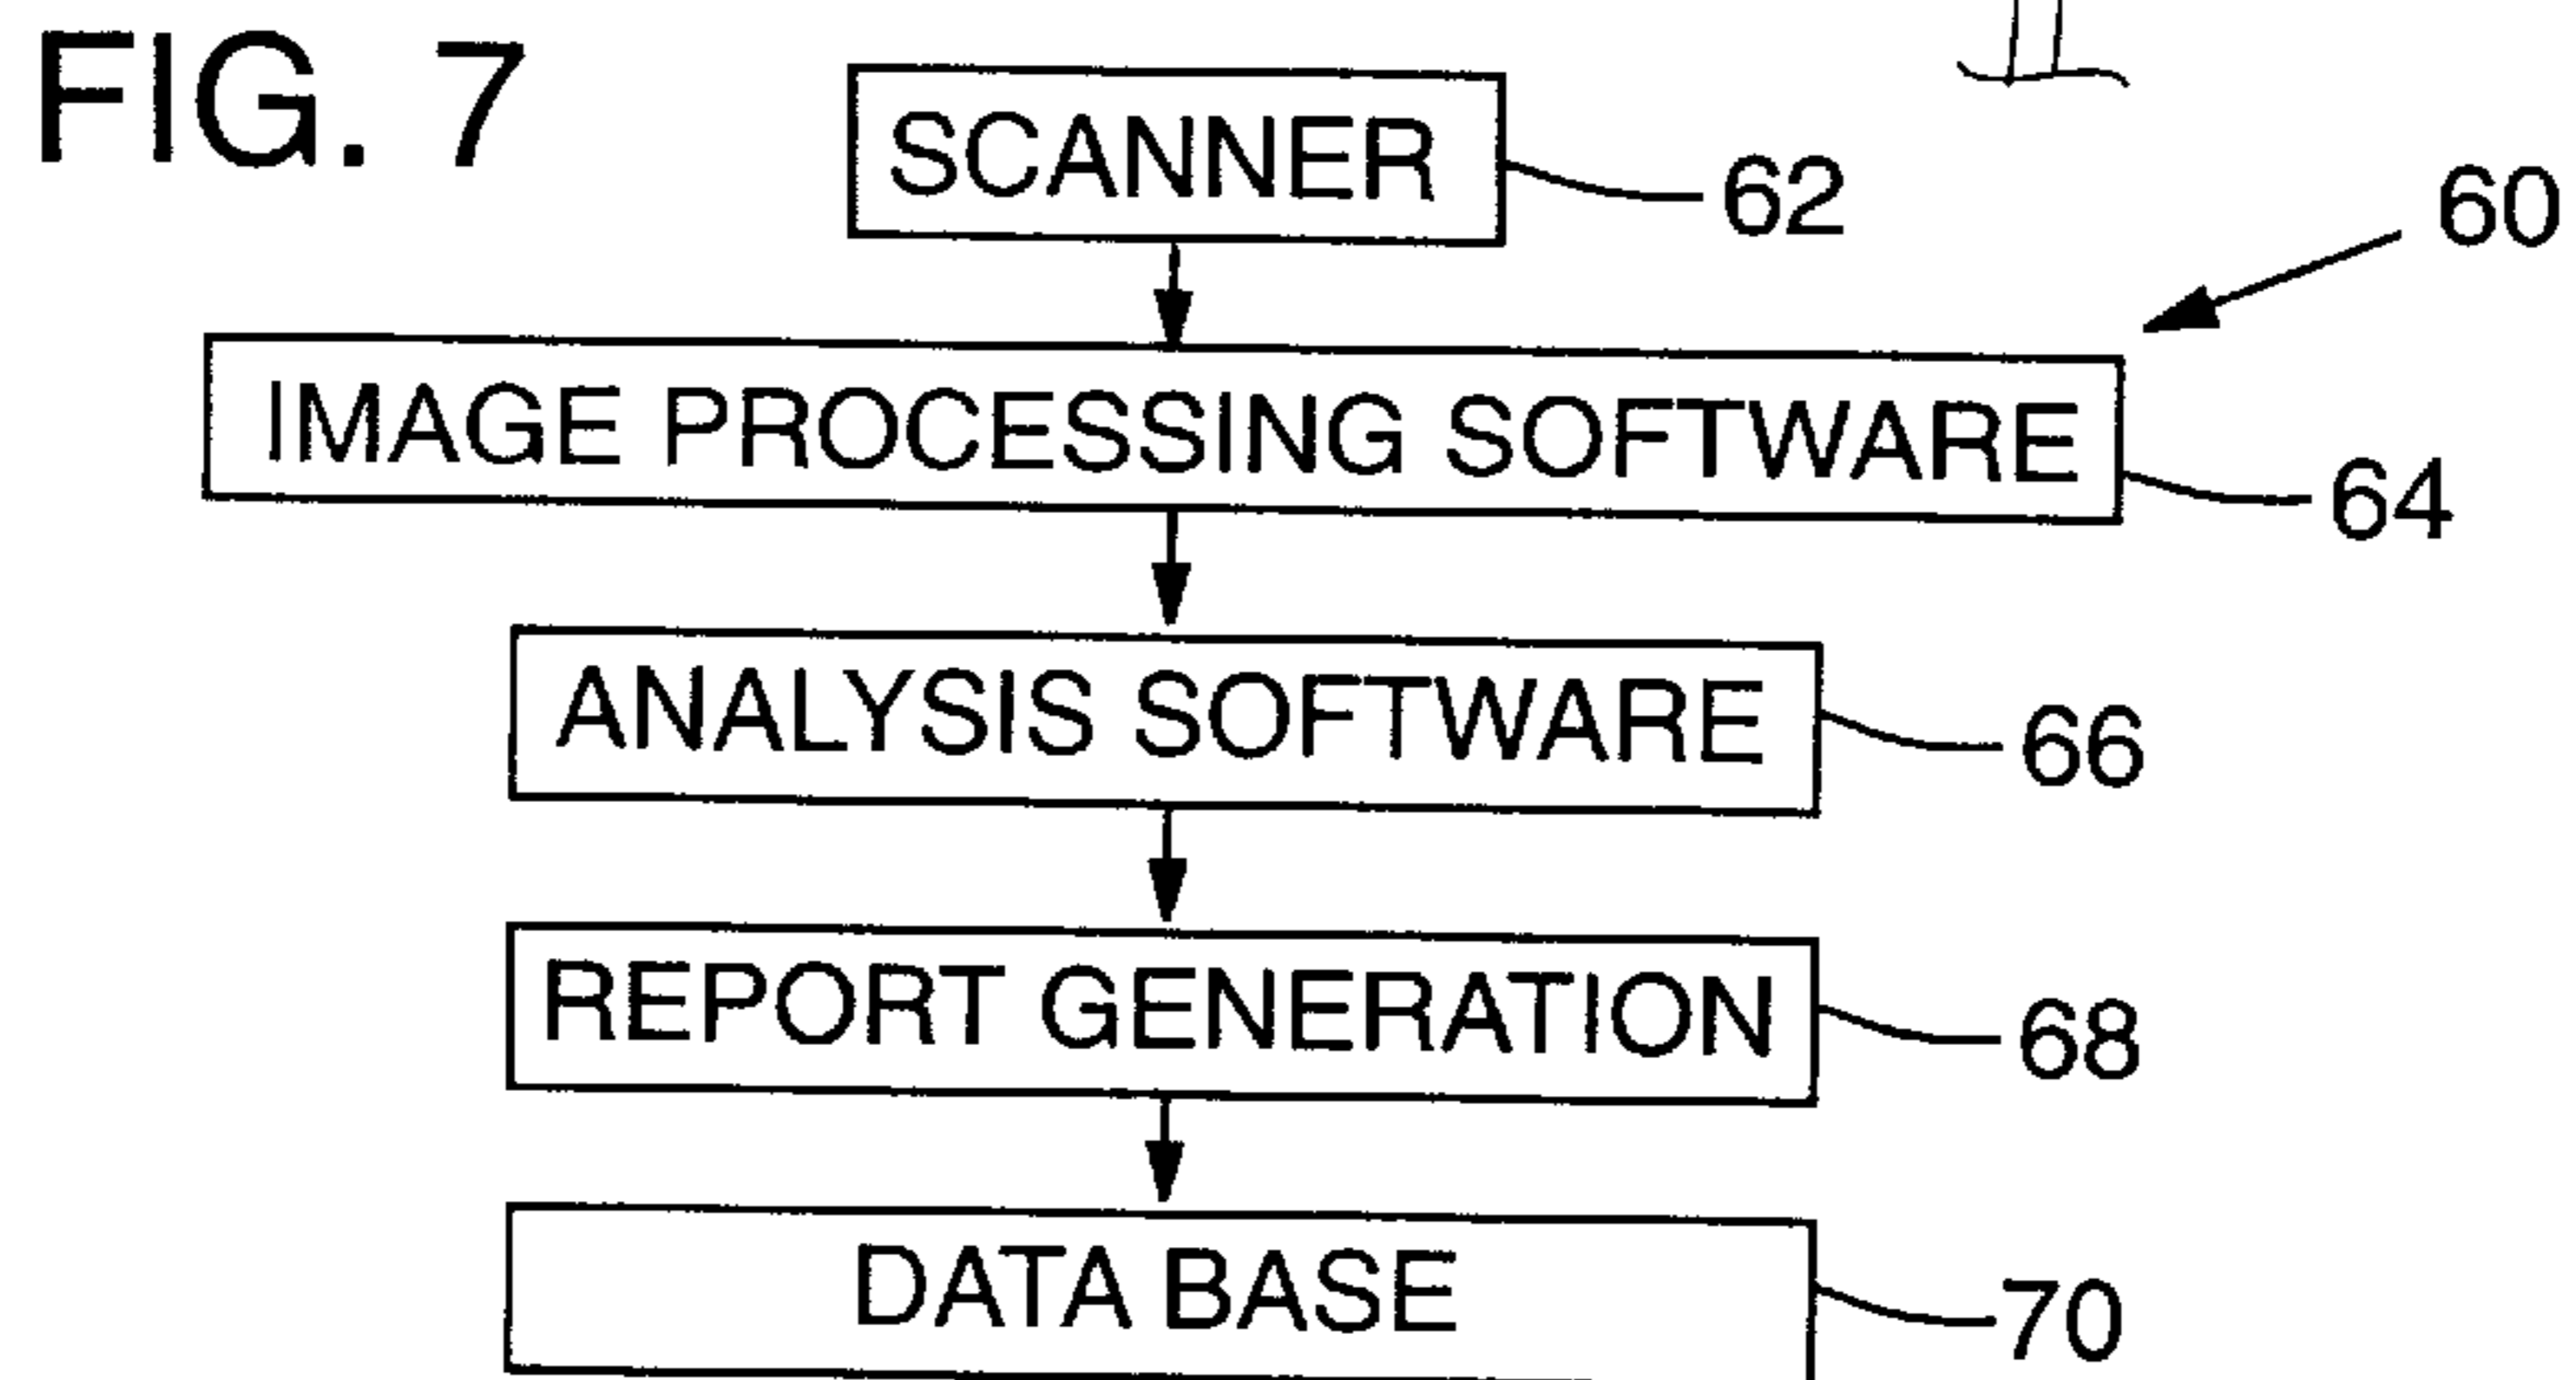 FIG. 7
SCANNER
62
60
IMAGE PROCESSING SOFTWARE
64
ANALYSIS SOFTWARE
66
REPORT GENERATION
68
DATA BASE
70